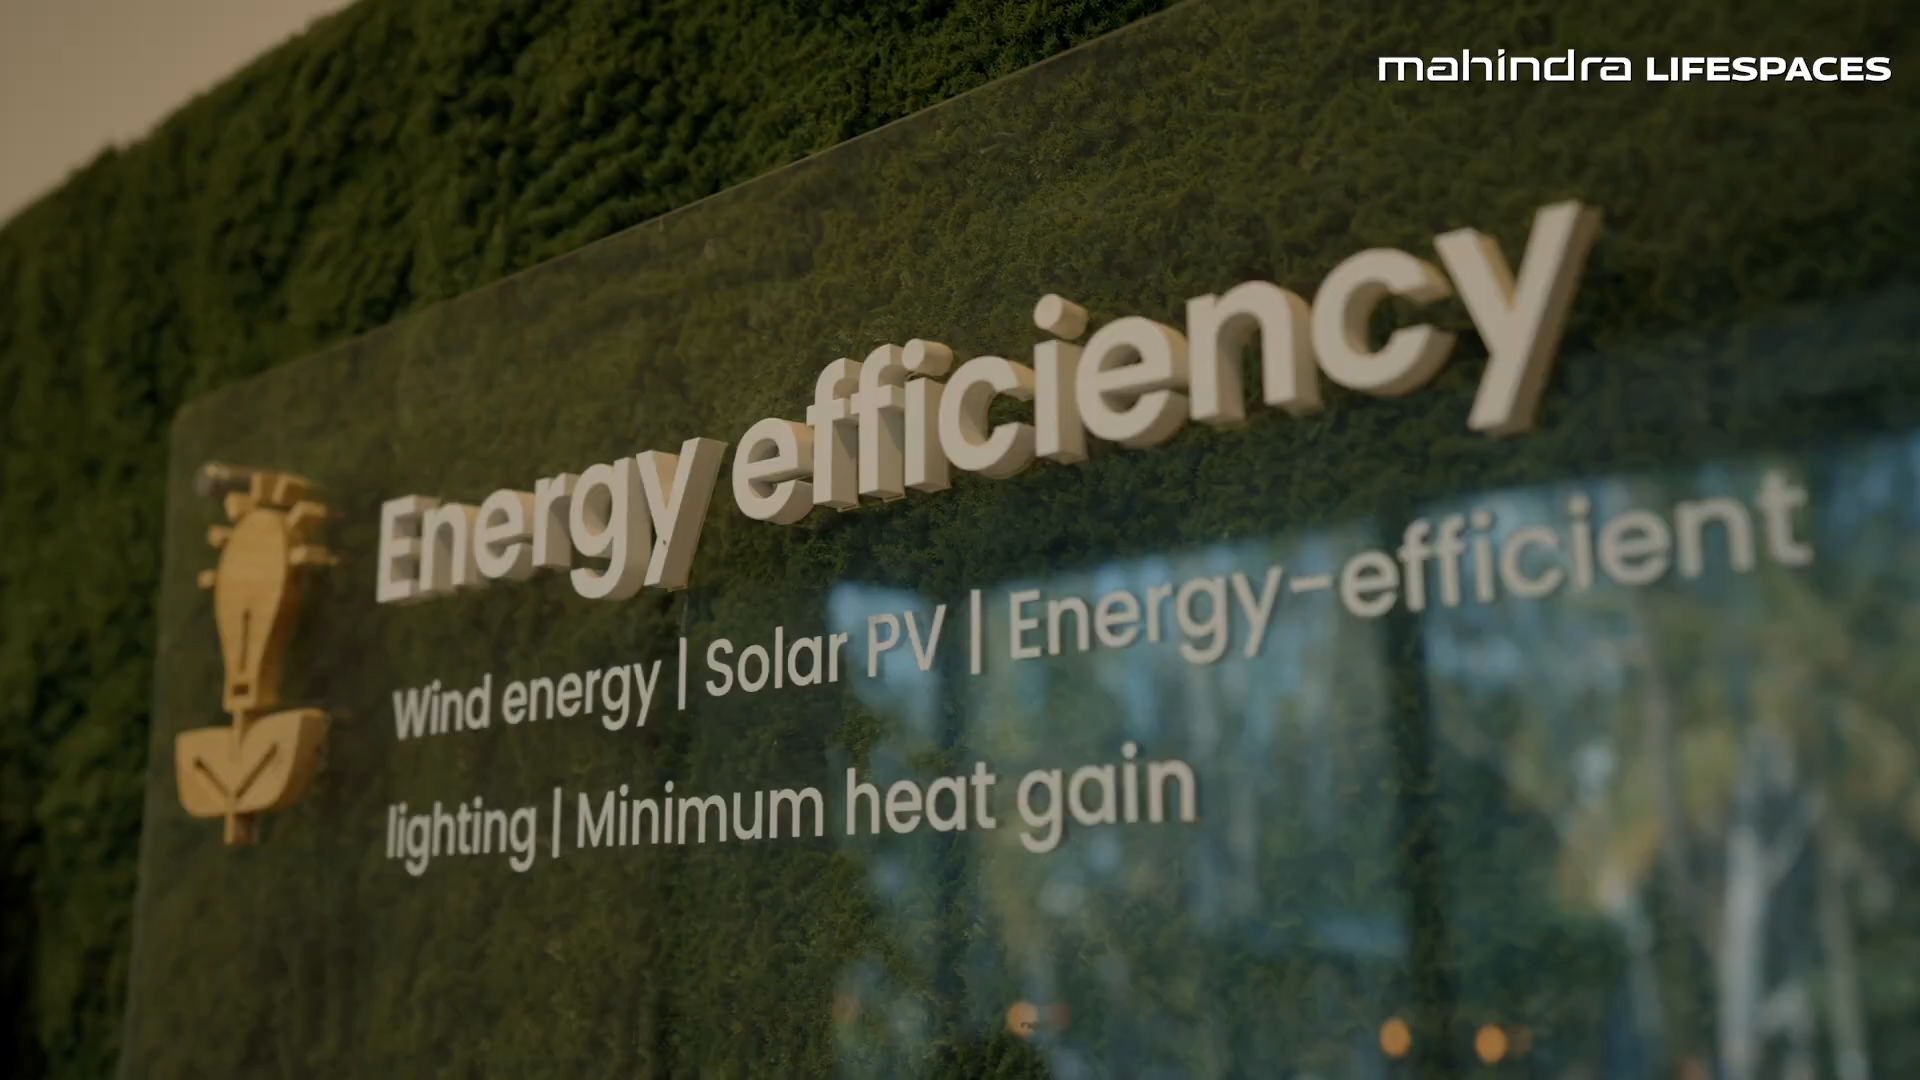 mahindra LIFESPACES
Energy efficiency
Wind energy | Solar PV | Energy-efficient
lighting | Minimum heat gain